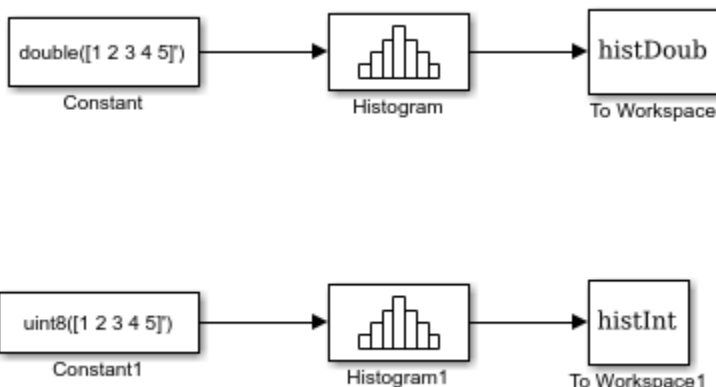 double([1 2 3 4 5]')
histDoub
Constant
Histogram
To Workspace
uint8([1 2 3 4 5]')
histInt
Constant1
Histogram1
To Workspace1